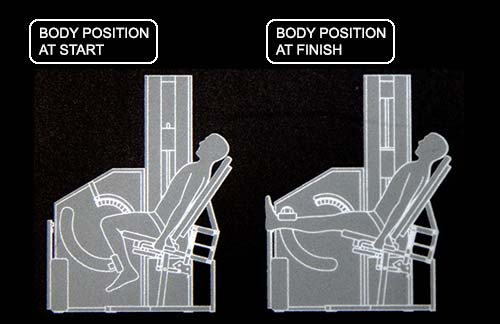 BODY POSITION
AT START
BODY POSITION
AT FINISH